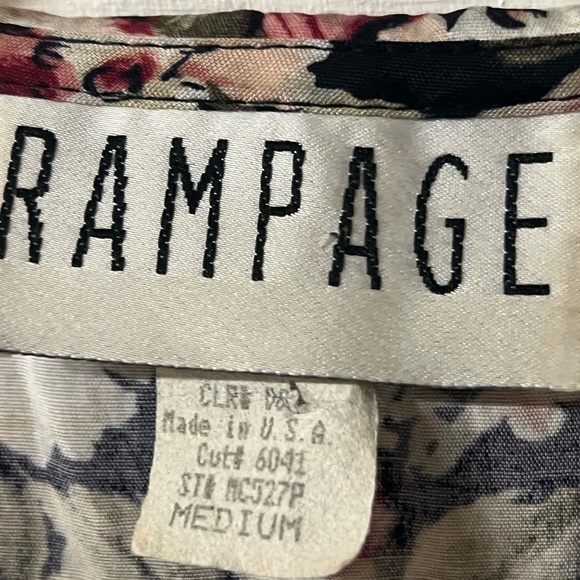 RAMPAGE
CLR#
Made in U.S.A.
Cut# 6041
ST# MC527P
MEDIUM